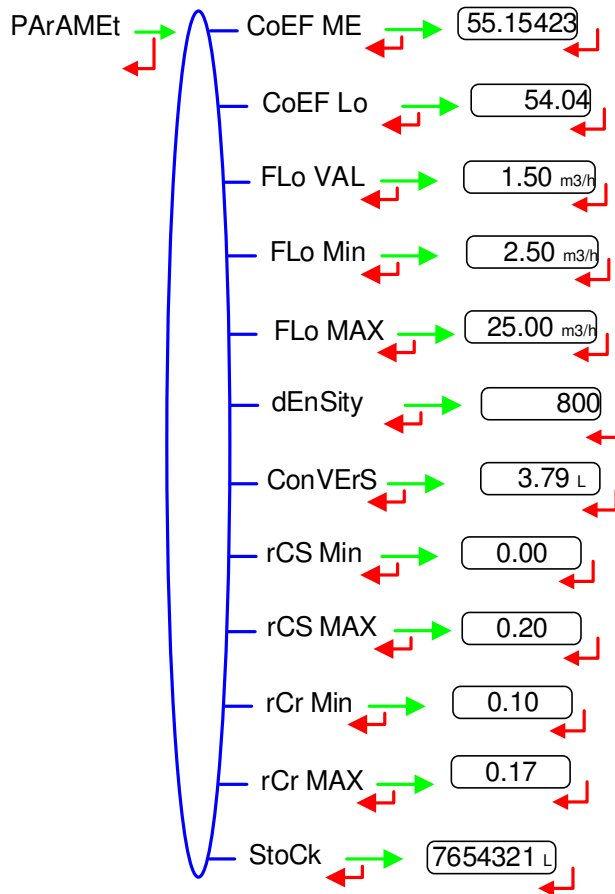 PArAMEt CoEF ME 55.15423
CoEF Lo 54.04
FLo VAL 1.50 m3/h
FLo Min 2.50 m3/h
FLo MAX 25.00 m3/h
dEnSity 800
ConVErS 3.79 L
rCS Min 0.00
rCS MAX 0.20
rCr Min 0.10
rCr MAX 0.17
StoCk 7654321 L